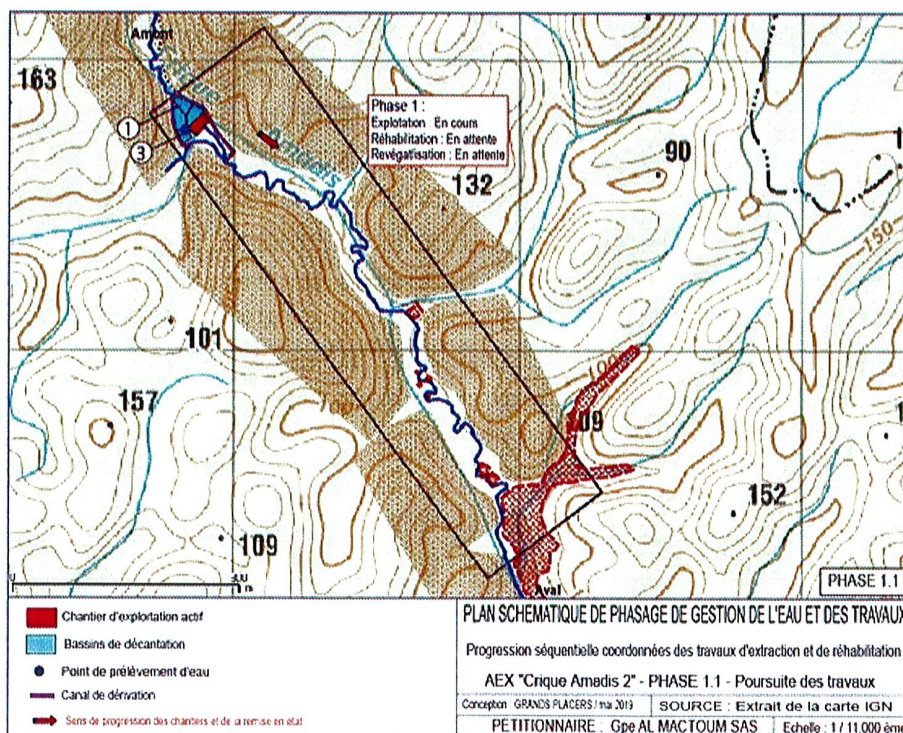 Amont
163
Crique
Amadis
1
3
Phase 1 :
Explotation : En cours
Réhabilitation : En attente
Revégatisation : En attente
90
132
150
101
157
100
09
152
109
Aval
PHASE 1.1
Chantier d'exploitation actif
Bassins de décantation
Point de prélèvement d'eau
Canal de dérivation
Sens de progression des chantiers et de la remise en état
PLAN SCHEMATIQUE DE PHASAGE DE GESTION DE L'EAU ET DES TRAVAUX
Progression séquentielle coordonnées des travaux d'extraction et de réhabilitation
AEX "Crique Amadis 2" - PHASE 1.1 - Poursuite des travaux
Conception GRANDS PLACERS / mai 2019
SOURCE : Extrait de la carte IGN
PETITIONNAIRE : Gpe AL MACTOUM SAS
Echelle : 1 / 11.000 ème